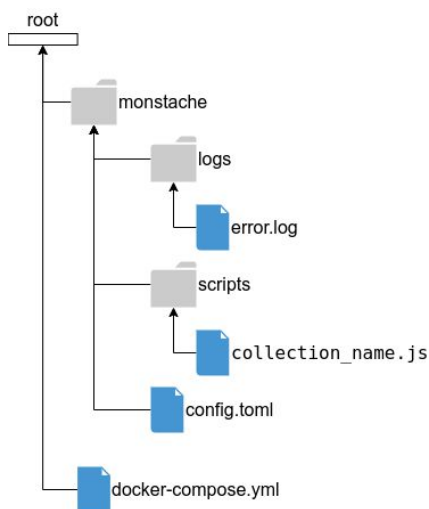 root
monstache
logs
error.log
scripts
collection_name.js
config.toml
docker-compose.yml